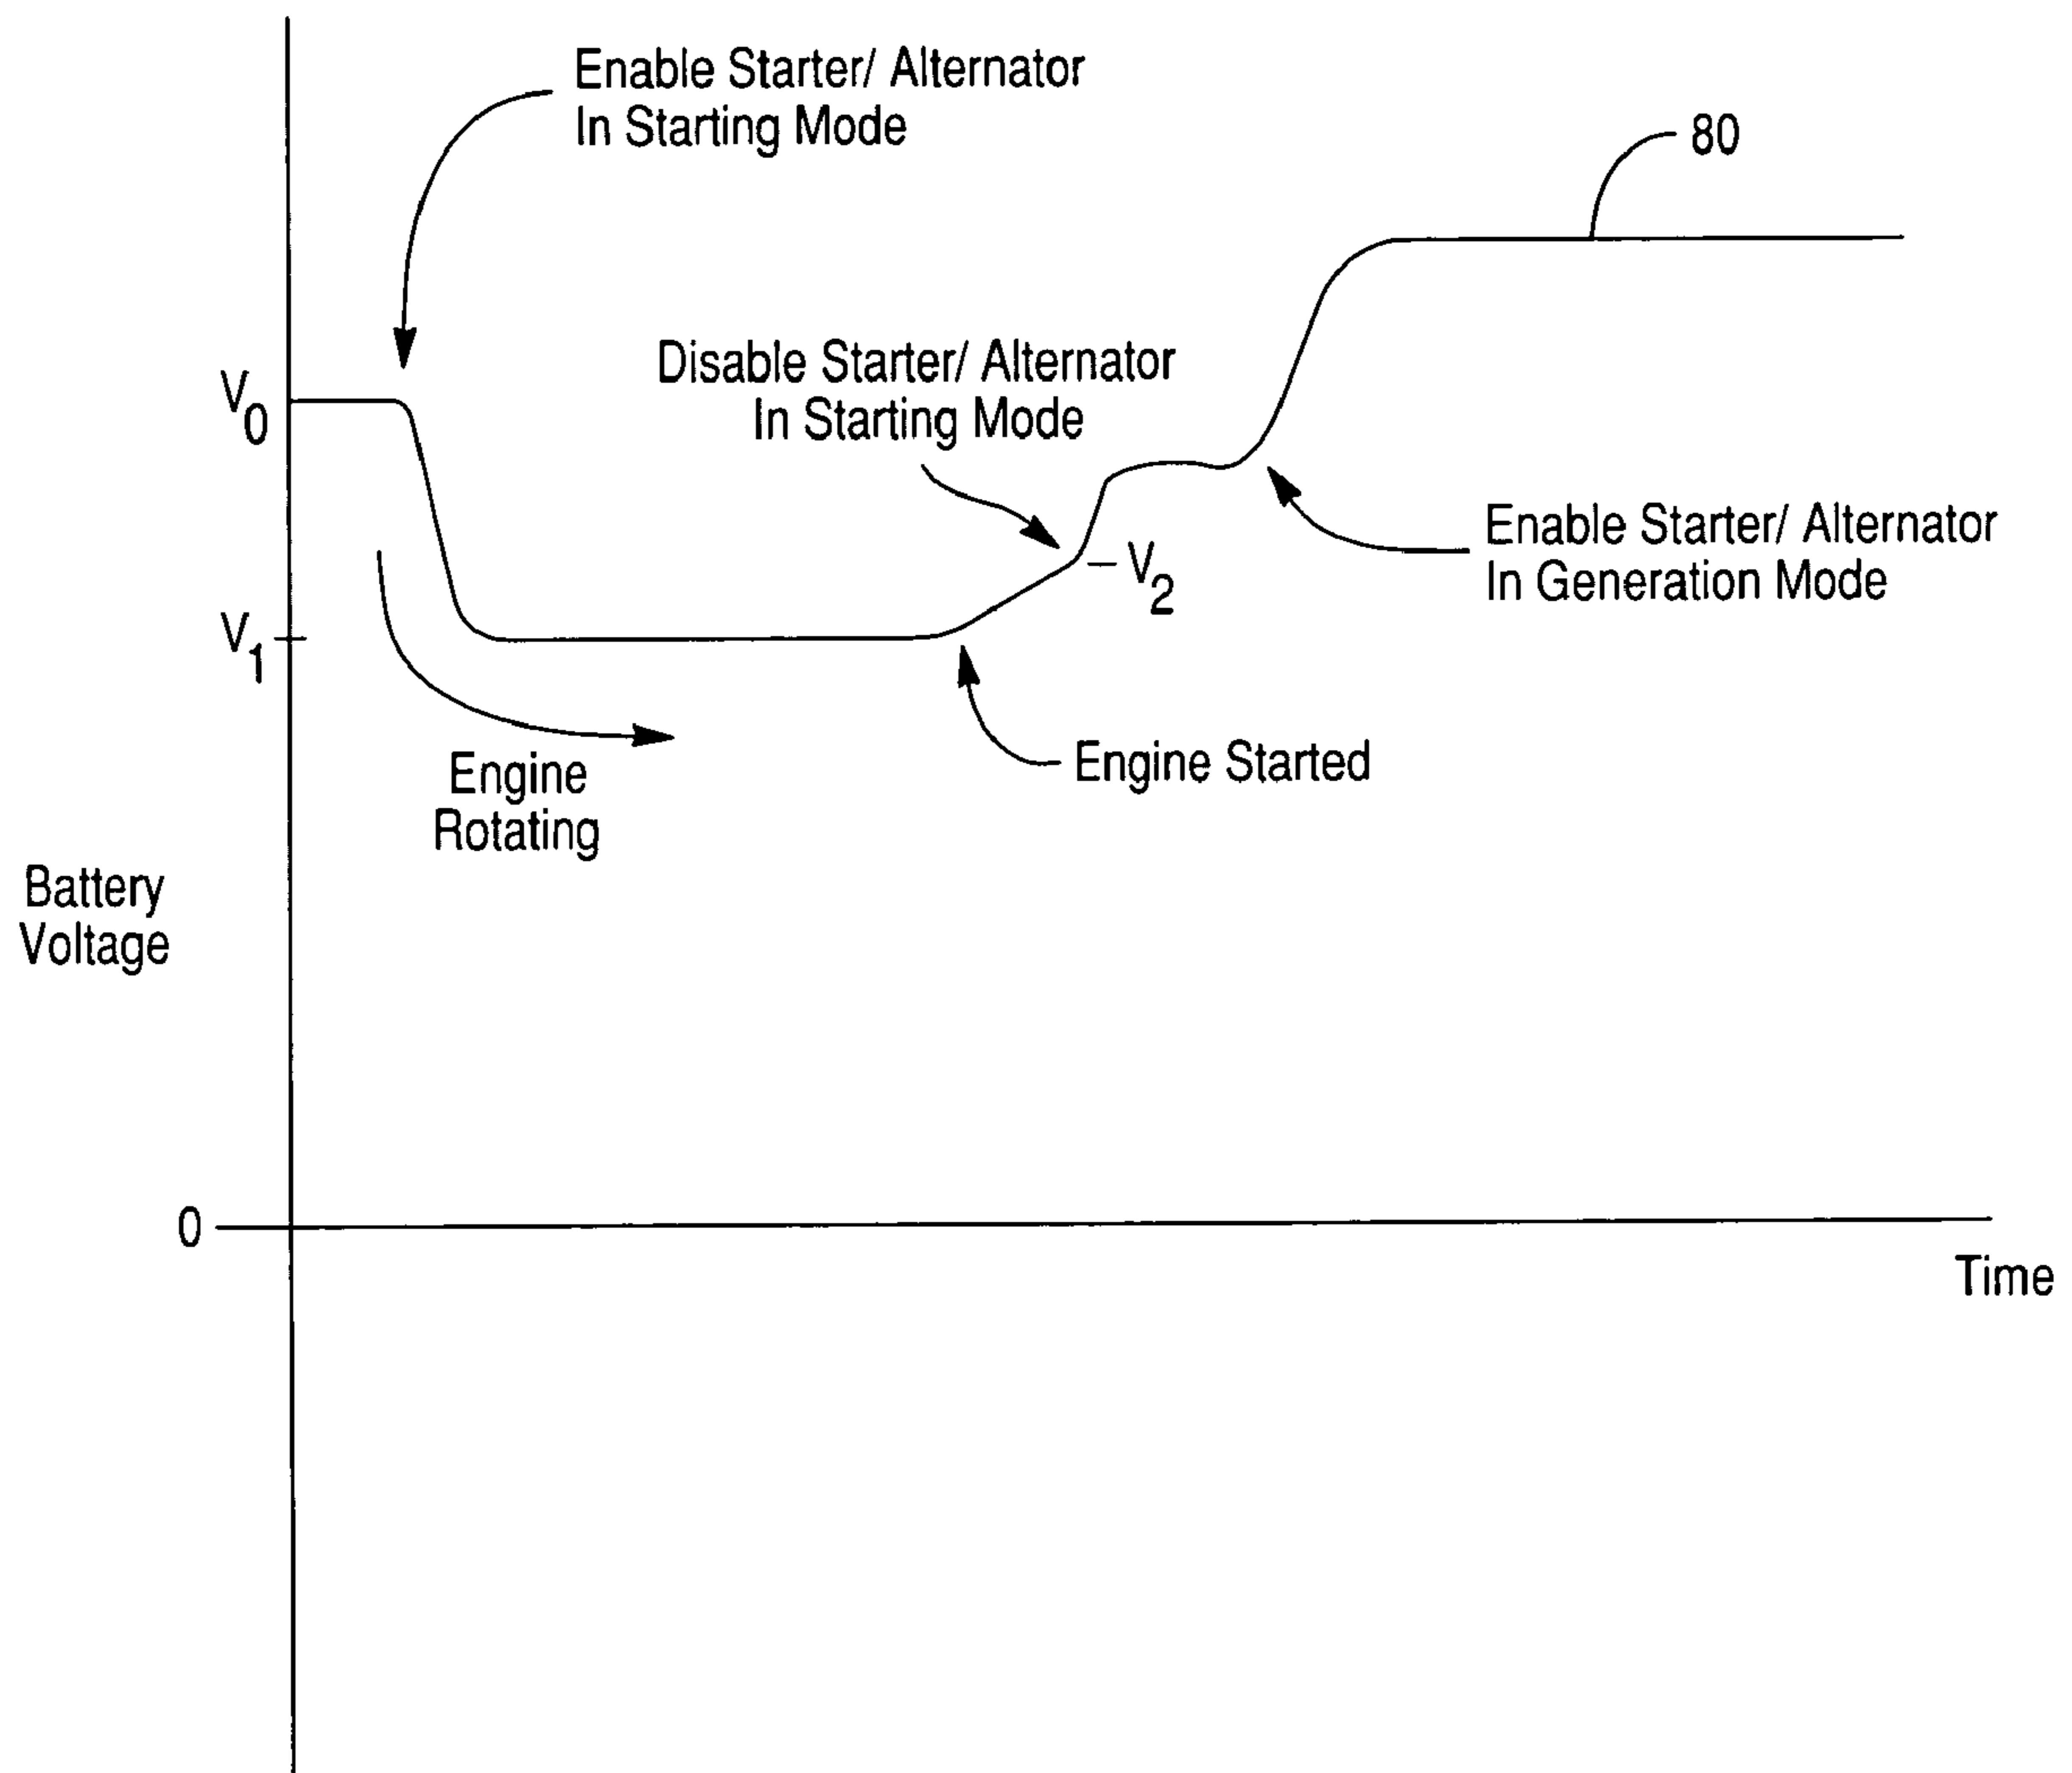 Enable Starter/ Alternator
In Starting Mode
80
V0
Disable Starter/ Alternator
In Starting Mode
Enable Starter/ Alternator
In Generation Mode
V2
V1
Engine Started
Engine
Rotating
Battery
Voltage
0
Time